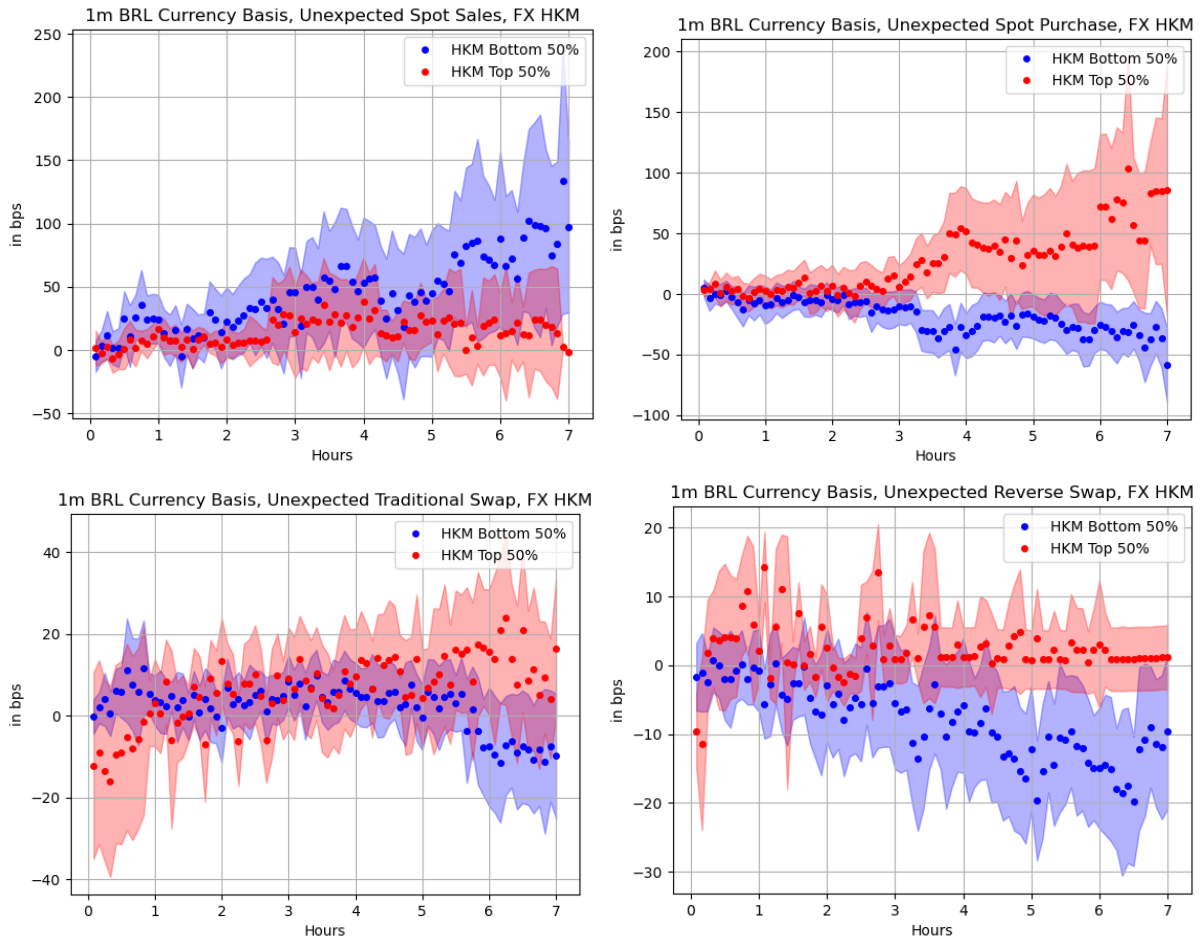 1m BRL Currency Basis, Unexpected Spot Sales, FX HKM
250
200
150
100
50
0
−50
in bps
HKM Bottom 50%
HKM Top 50%
0 1 2 3 4 5 6 7
Hours
1m BRL Currency Basis, Unexpected Spot Purchase, FX HKM
200
150
100
50
0
−50
−100
in bps
HKM Bottom 50%
HKM Top 50%
0 1 2 3 4 5 6 7
Hours
1m BRL Currency Basis, Unexpected Traditional Swap, FX HKM
40
20
0
−20
−40
in bps
HKM Bottom 50%
HKM Top 50%
0 1 2 3 4 5 6 7
Hours
1m BRL Currency Basis, Unexpected Reverse Swap, FX HKM
20
10
0
−10
−20
−30
in bps
HKM Bottom 50%
HKM Top 50%
0 1 2 3 4 5 6 7
Hours